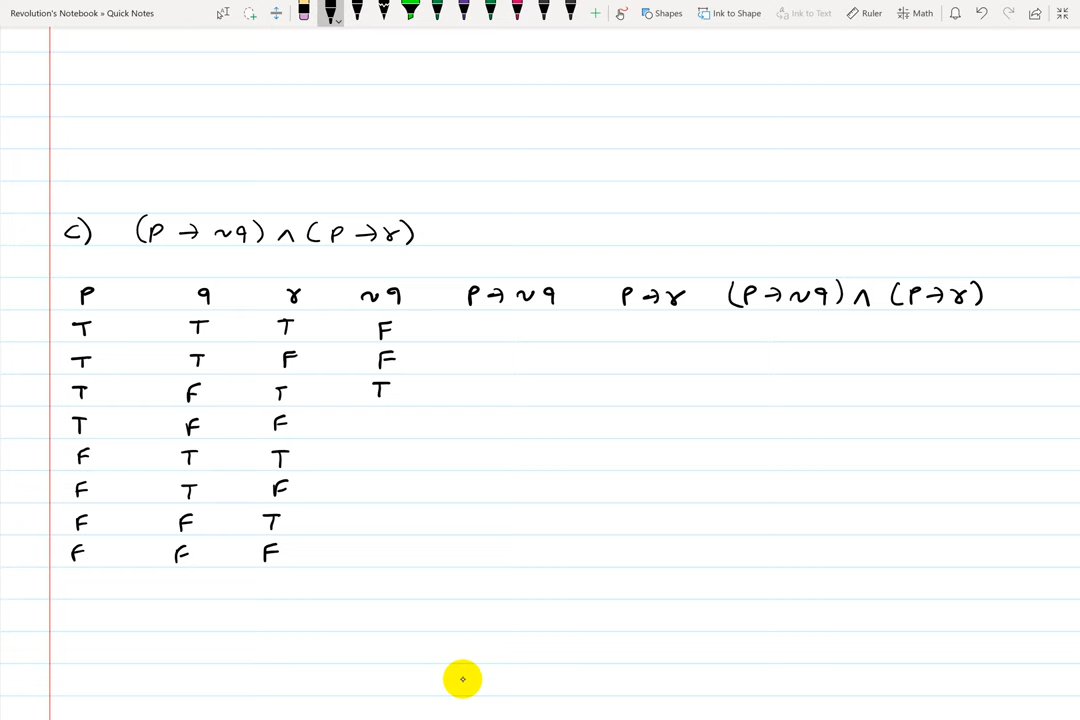 Revolution's Notebook » Quick Notes Shapes Ink to Shape Ink to Text Ruler Math
c) (p → ~q) ∧ (p → r)
p q r ~q p → ~q p → r (p → ~q) ∧ (p → r)
T T T F
T T F F
T F T T
T F F
F T T
F T F
F F T
F F F